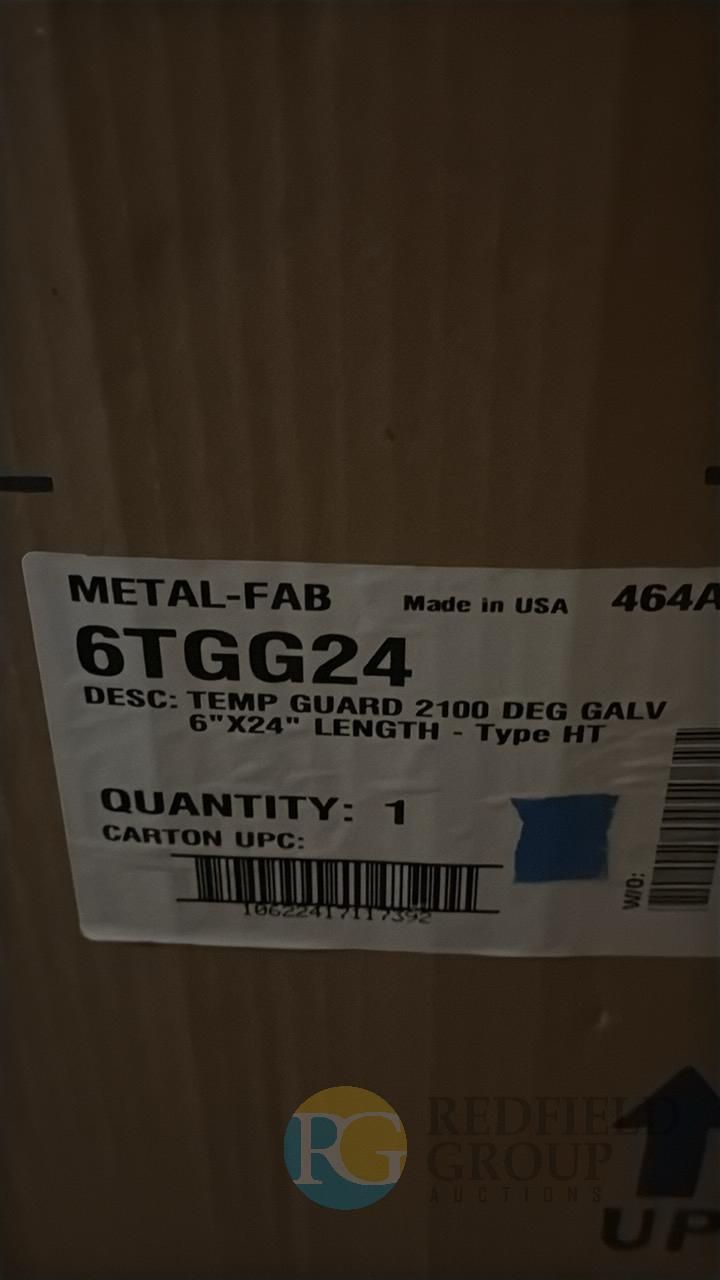 METAL-FAB Made in USA 464A
6TGG24
DESC: TEMP GUARD 2100 DEG GALV
6"X24" LENGTH - Type HT
QUANTITY: 1
CARTON UPC:
W/O:
10622417117392
RG REDFIELD
GROUP
AUCTIONS
UP